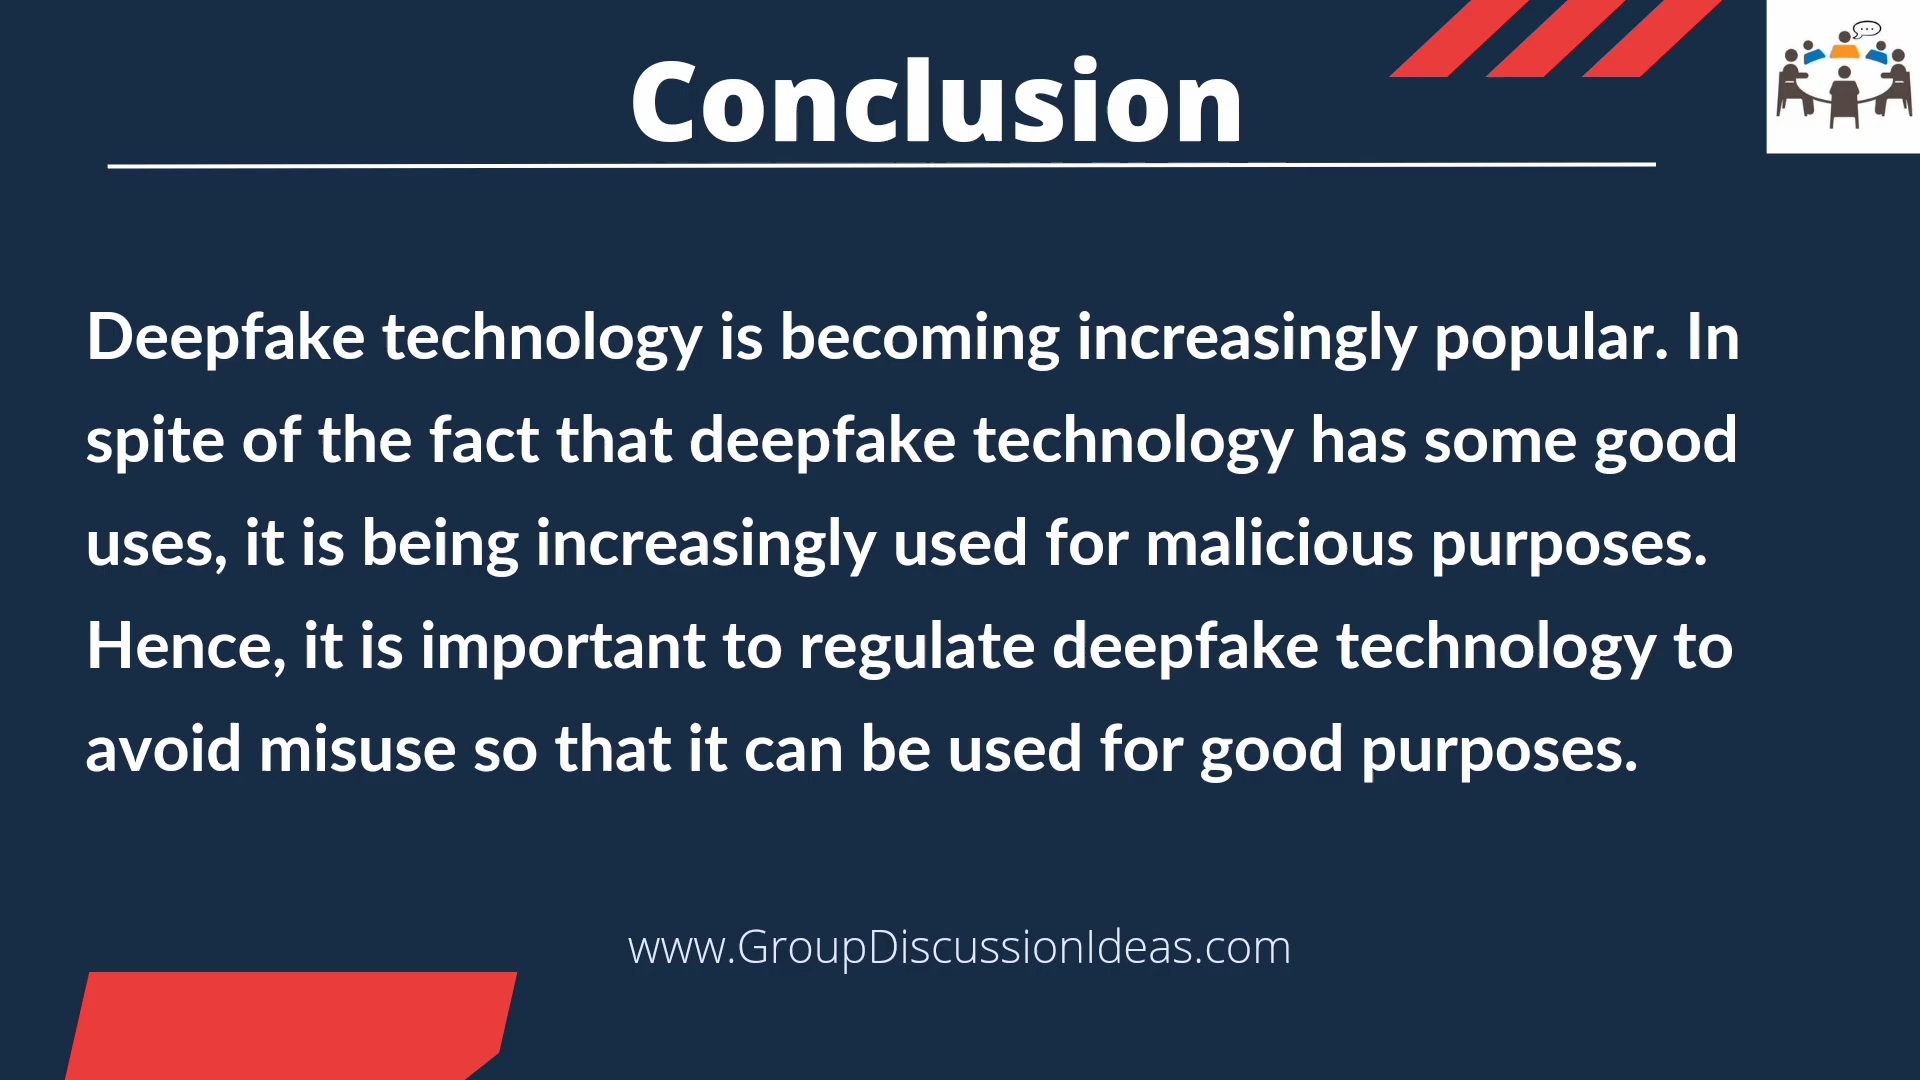 Conclusion
Deepfake technology is becoming increasingly popular. In
spite of the fact that deepfake technology has some good
uses, it is being increasingly used for malicious purposes.
Hence, it is important to regulate deepfake technology to
avoid misuse so that it can be used for good purposes.
www.GroupDiscussionIdeas.com